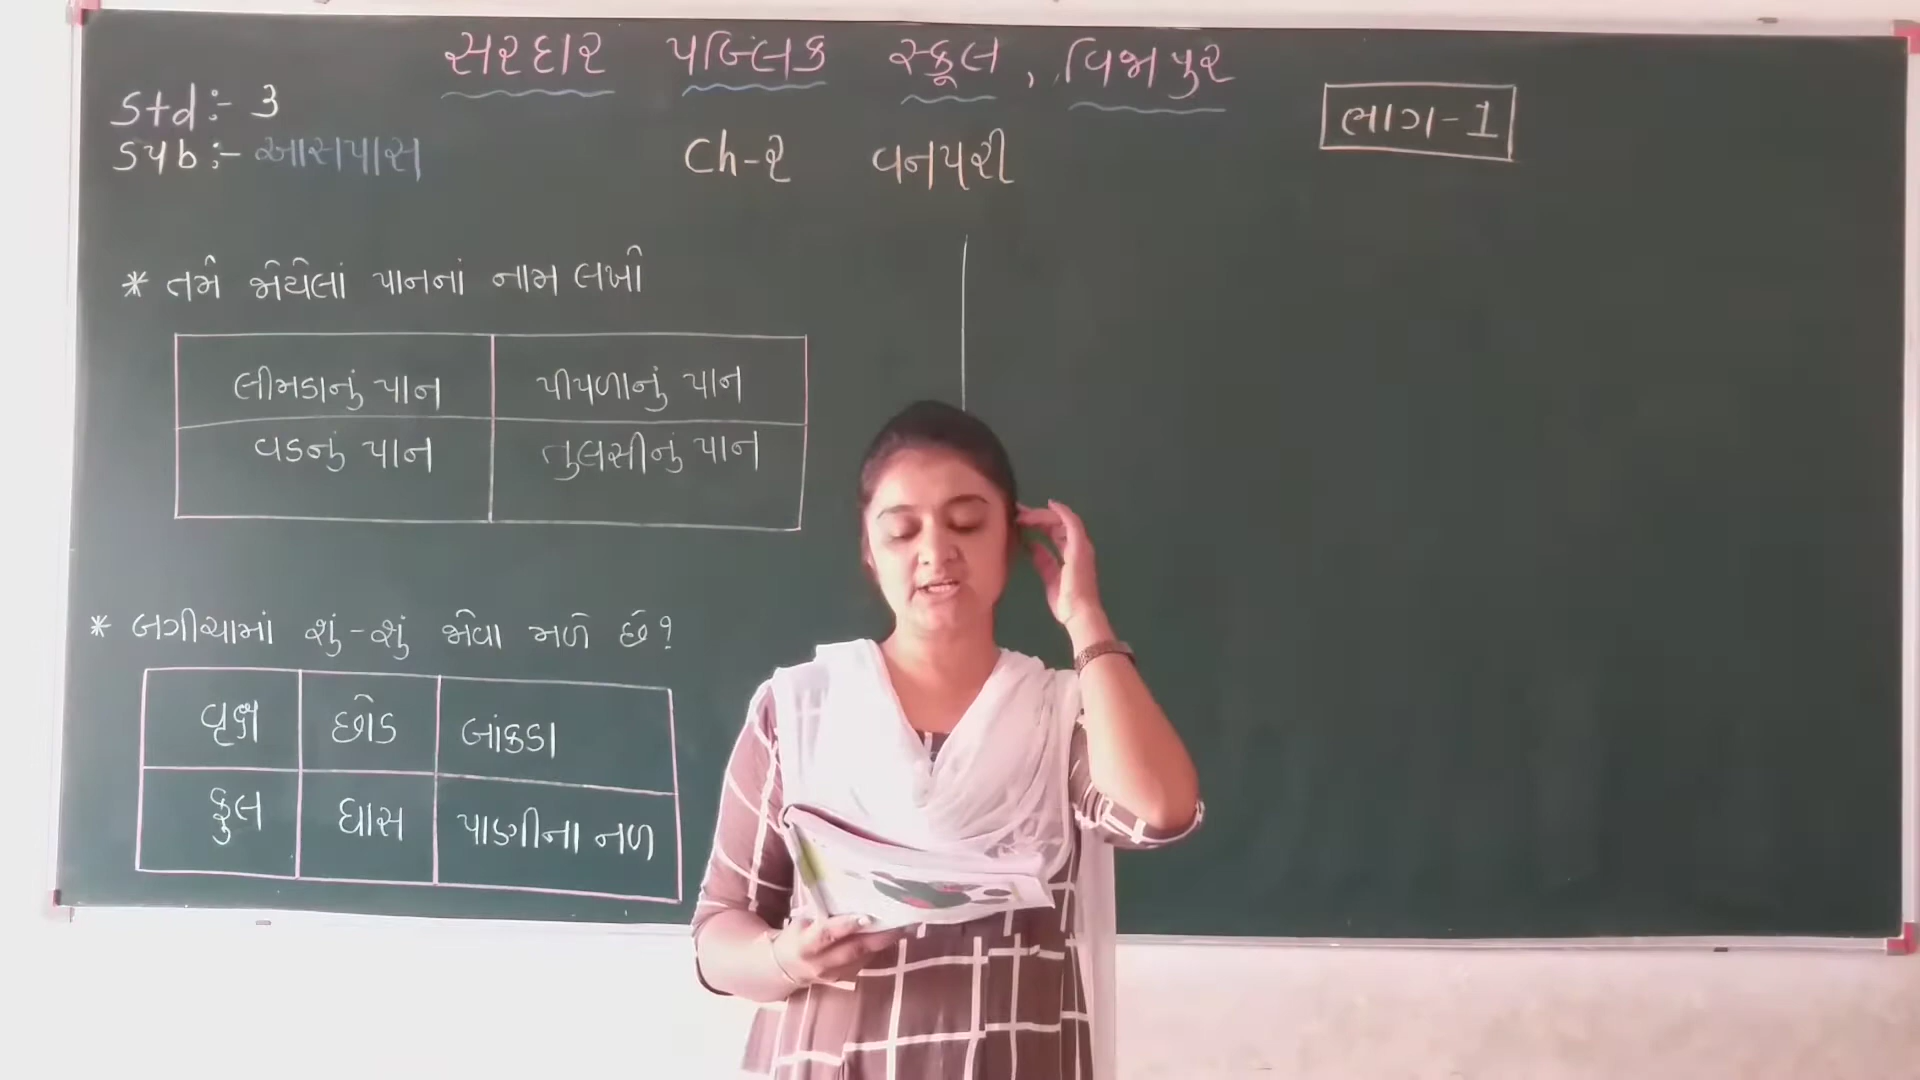 સરદાર પબ્લિક સ્કૂલ, વિજાપુર
Std:- 3
ભાગ-1
Sub:- આસપાસ
Ch-૨ વનપરી
* તમે જોયેલાં પાનનાં નામ લખો
લીમડાનું પાન પીપળાનું પાન
વડનું પાન તુલસીનું પાન
* બગીચામાં શું-શું જોવા મળે છે?
વૃક્ષ છોડ બાંકડા
ફુલ ઘાસ પાણીના નળ